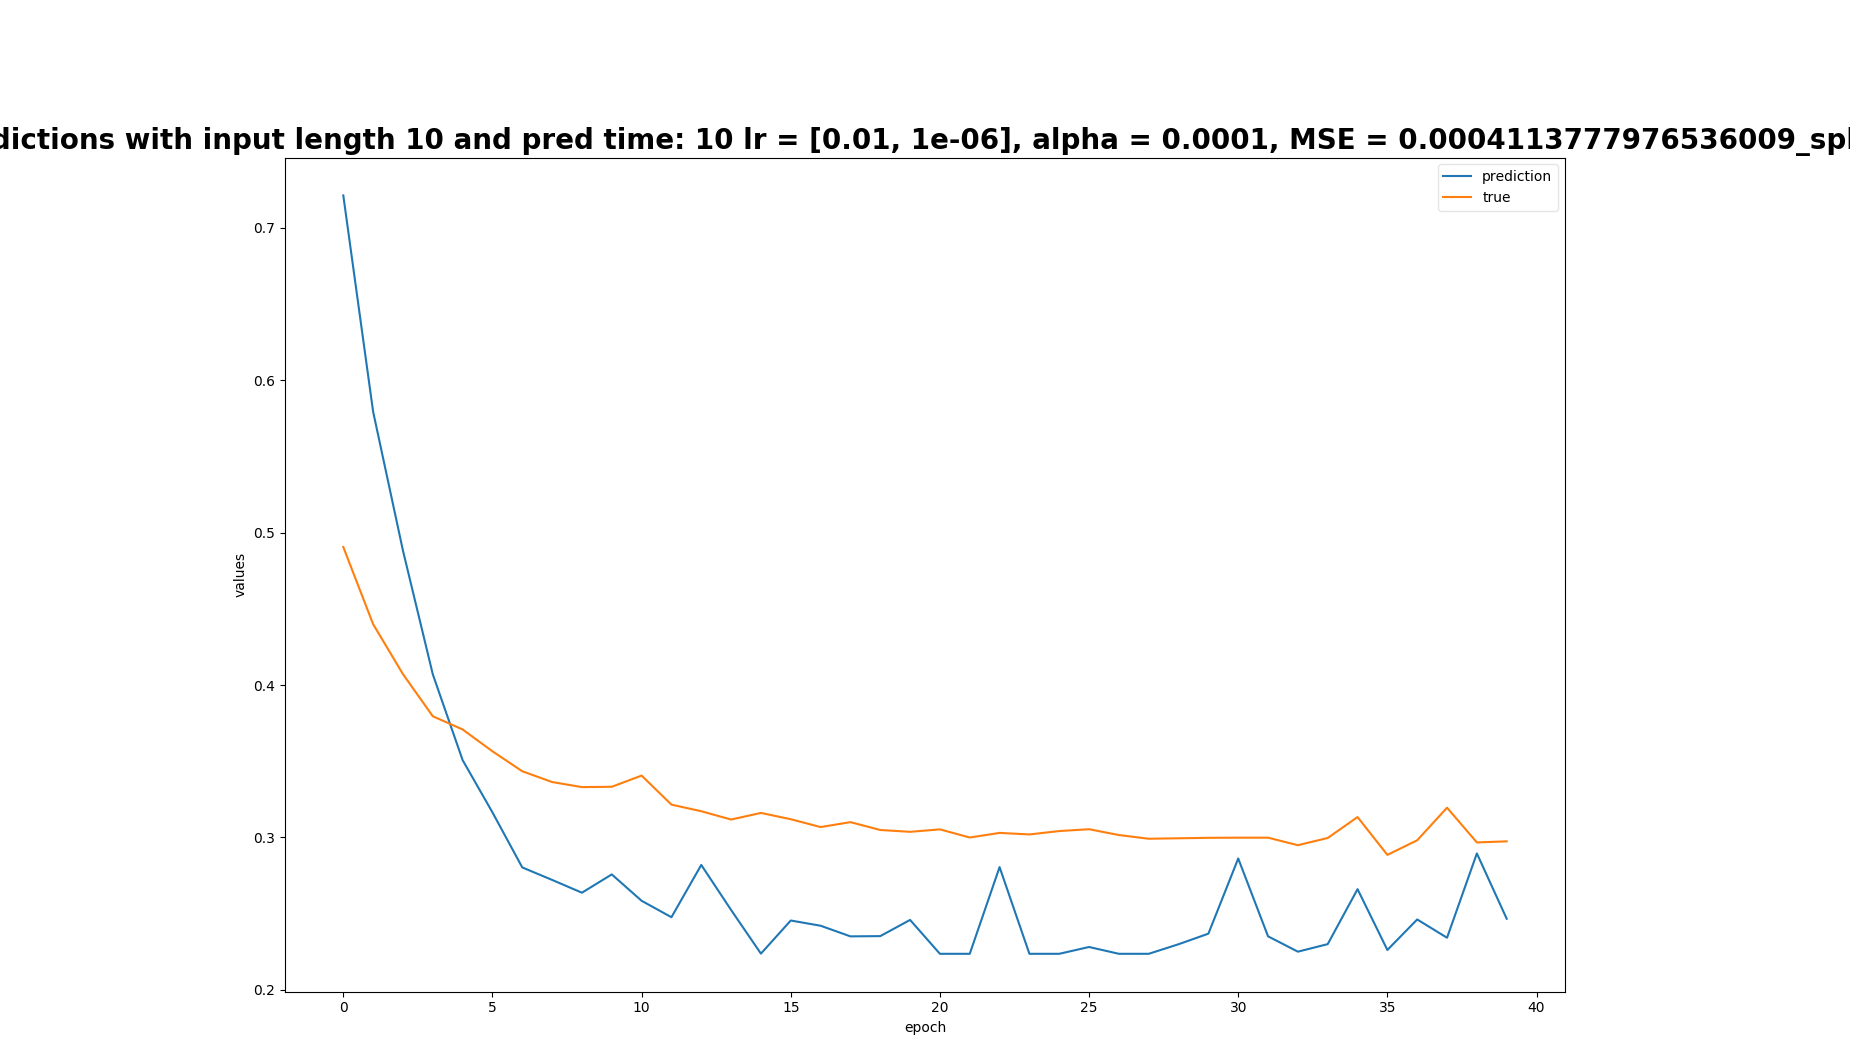 dictions with input length 10 and pred time: 10 lr = [0.01, 1e-06], alpha = 0.0001, MSE = 0.0004113777976536009_spl
prediction
true
0.7
0.6
0.5
0.4
0.3
0.2
values
0 5 10 15 20 25 30 35 40
epoch